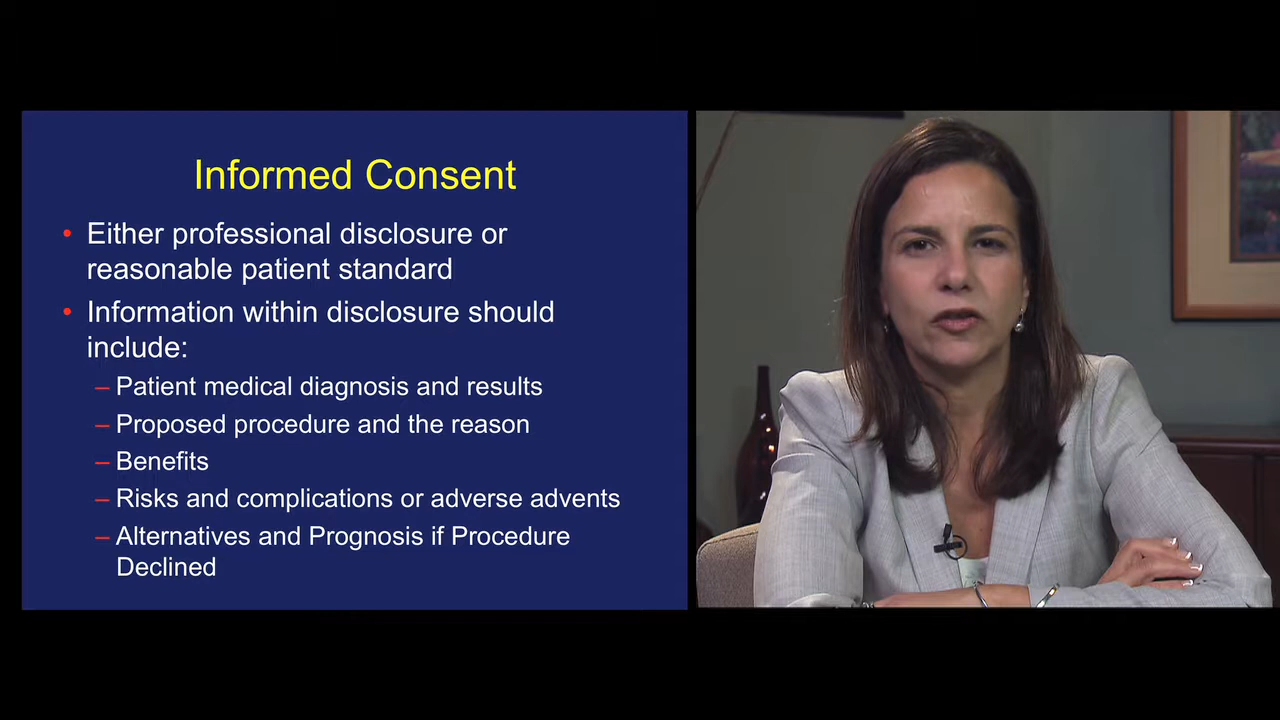 Informed Consent
• Either professional disclosure or
reasonable patient standard
• Information within disclosure should
include:
– Patient medical diagnosis and results
– Proposed procedure and the reason
– Benefits
– Risks and complications or adverse advents
– Alternatives and Prognosis if Procedure
Declined